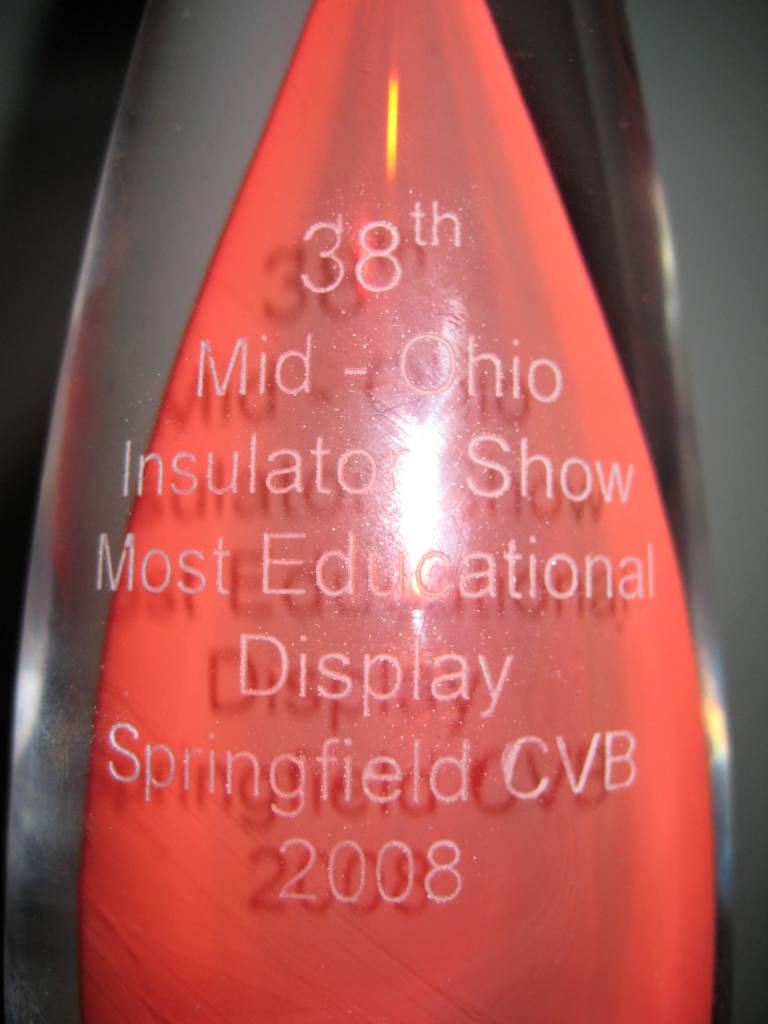 38th
Mid - Ohio
Insulator Show
Most Educational
Display
Springfield CVB
2008